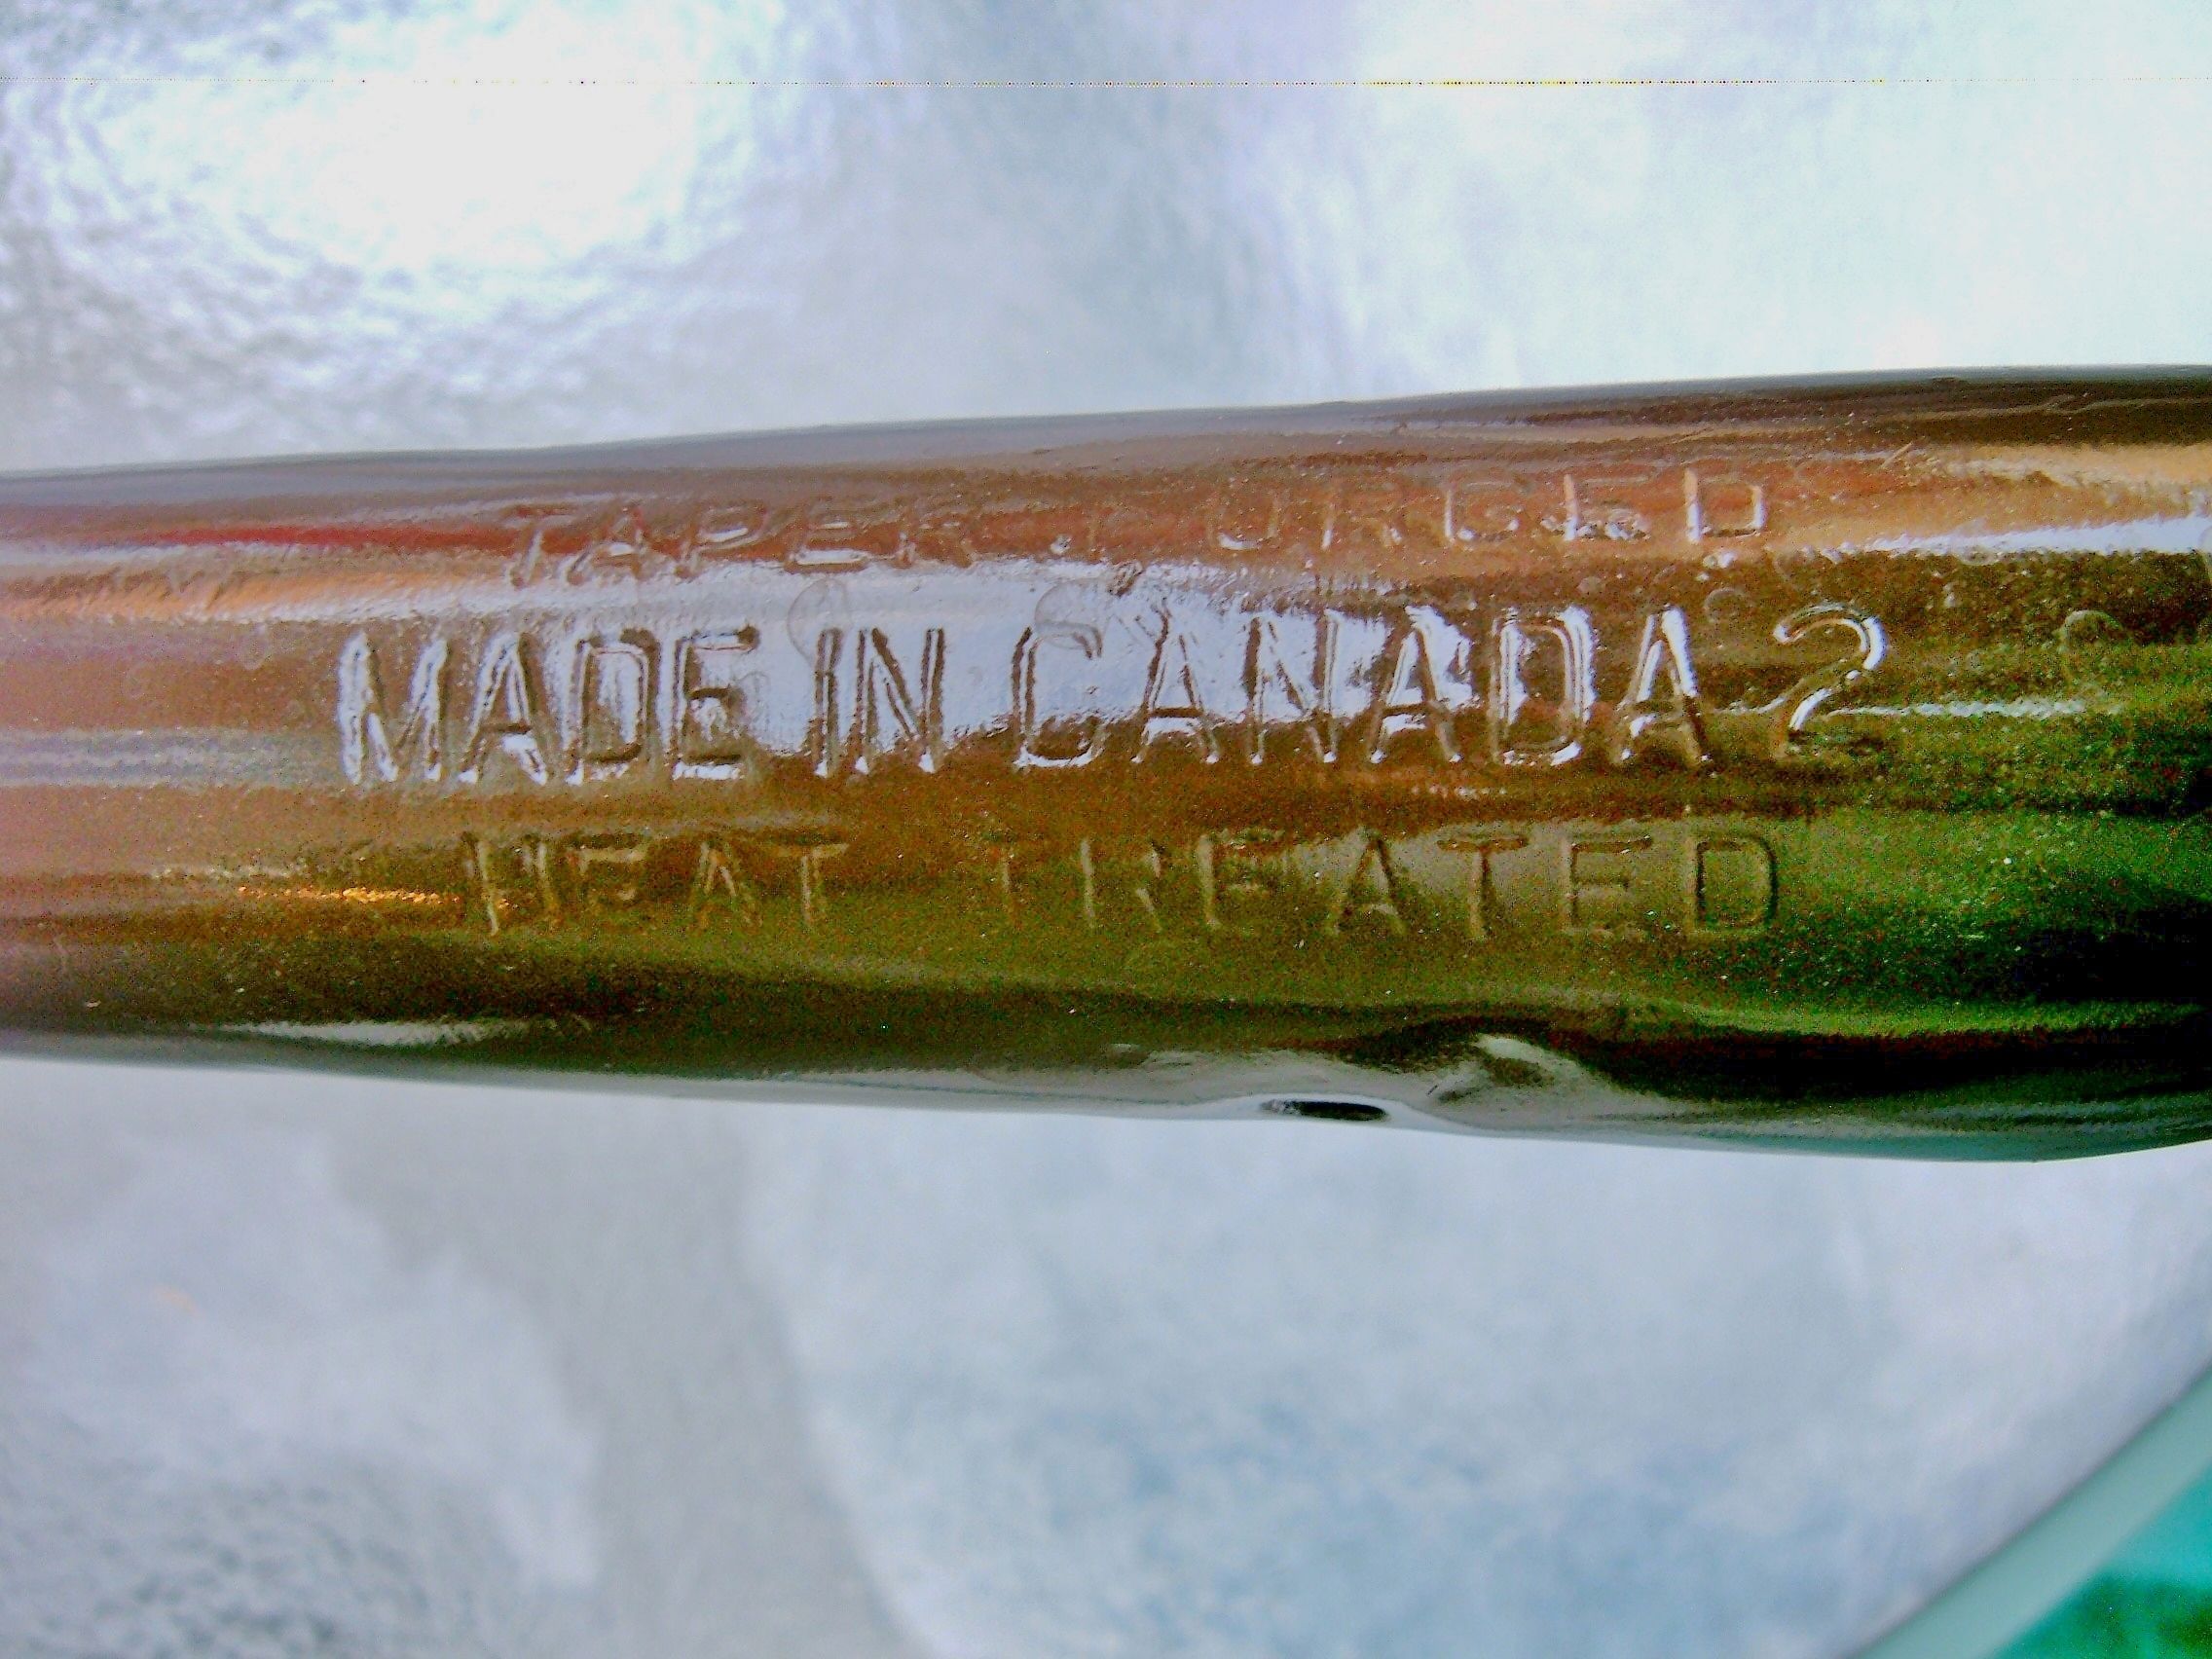 TAPER FORGED
MADE IN CANADA 2
HEAT TREATED